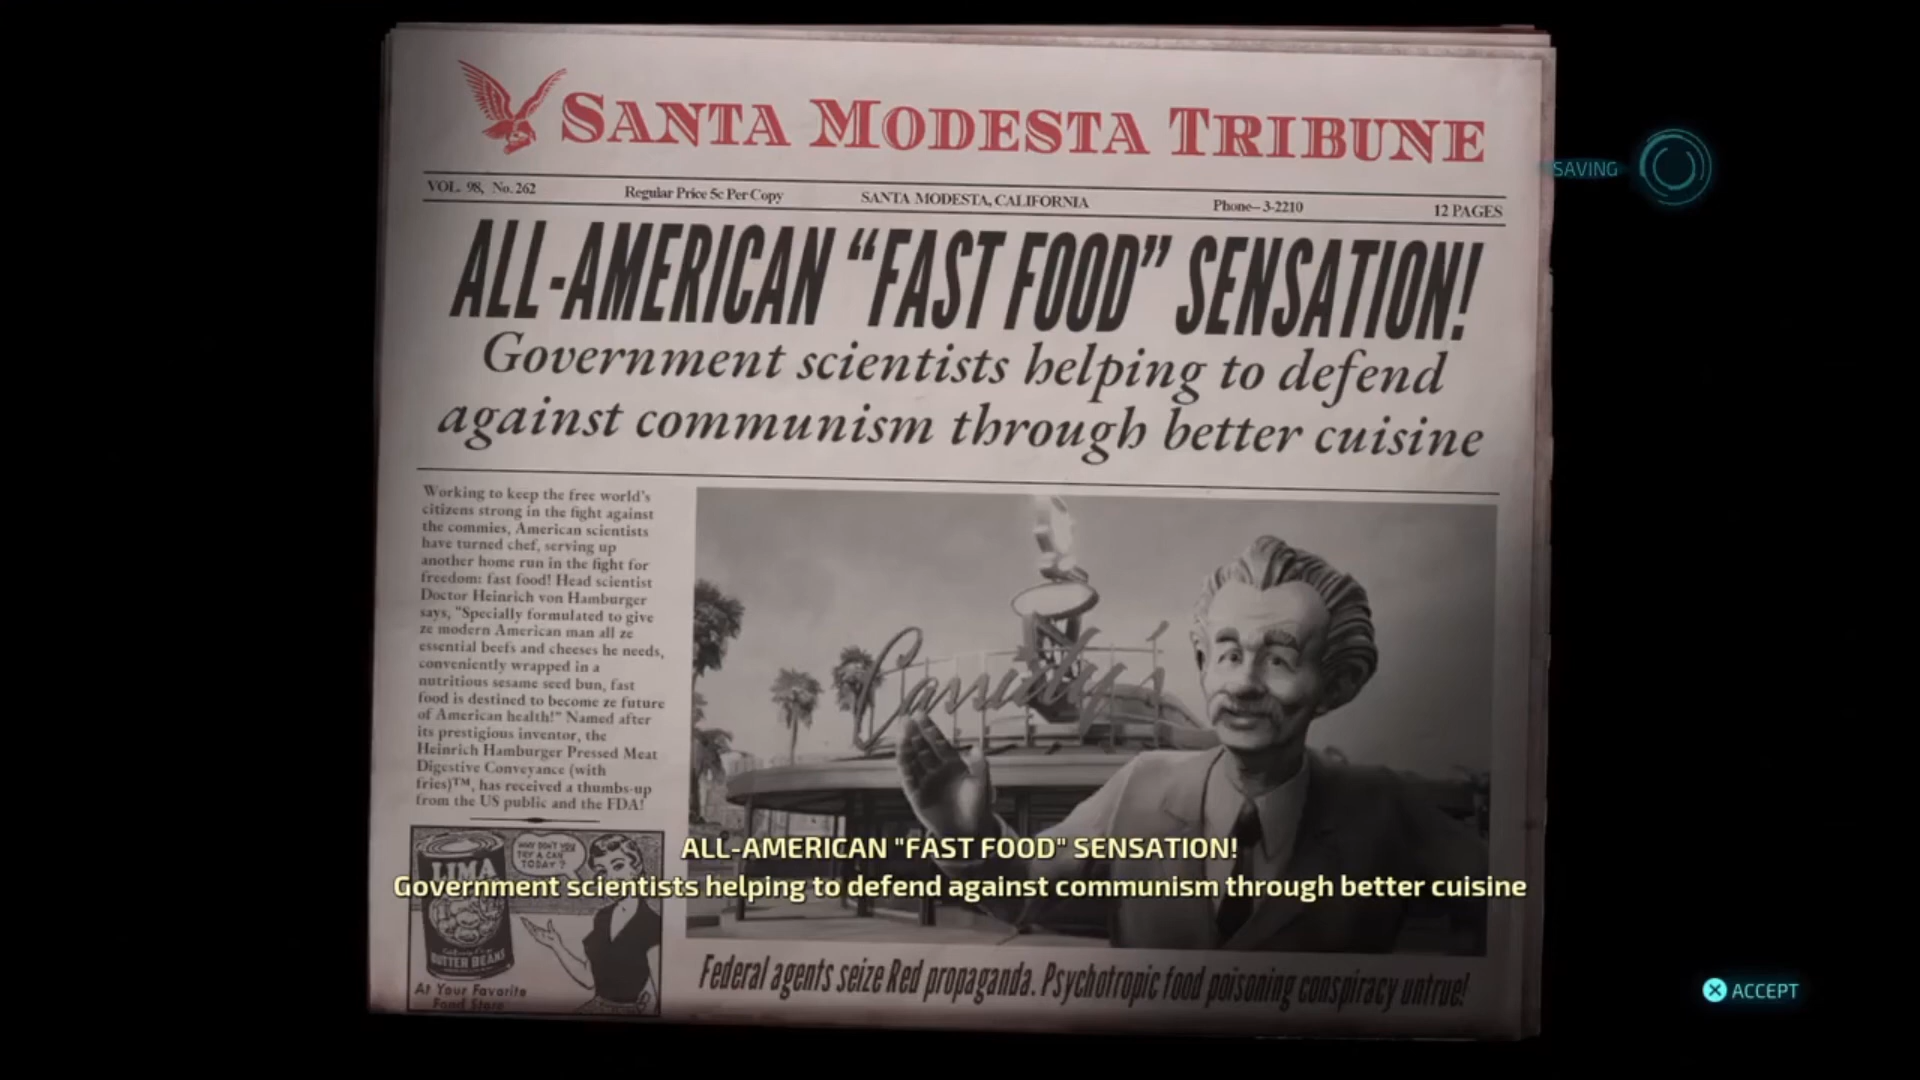 SANTA MODESTA TRIBUNE
SAVING
VOL. 98, No. 262 Regular Price 5c Per Copy SANTA MODESTA, CALIFORNIA Phone–3-2210 12 PAGES
ALL-AMERICAN “FAST FOOD” SENSATION!
Government scientists helping to defend
against communism through better cuisine
Working to keep the free world's
citizens strong in the fight against
the commies, American scientists
have turned chef, serving up
another home run in the fight for
freedom: fast food! Head scientist
Doctor Heinrich von Hamburger
says, "Specially formulated to give
ze modern American man all ze
essential beefs and cheeses he needs,
conveniently wrapped in a
nutritious sesame seed bun, fast
food is destined to become ze future
of American health!" Named after
its prestigious inventor, the
Heinrich Hamburger Pressed Meat
Digestive Conveyance (with
fries)™, has received a thumbs-up
from the US public and the FDA!
Cassidy's
WHY DON'T YOU
TRY A CAN
TODAY?
LIMA
BUTTER BEANS
At Your Favorite
Food Store
ALL-AMERICAN "FAST FOOD" SENSATION!
Government scientists helping to defend against communism through better cuisine
Federal agents seize Red propaganda. Psychotropic food poisoning conspiracy untrue!
ACCEPT